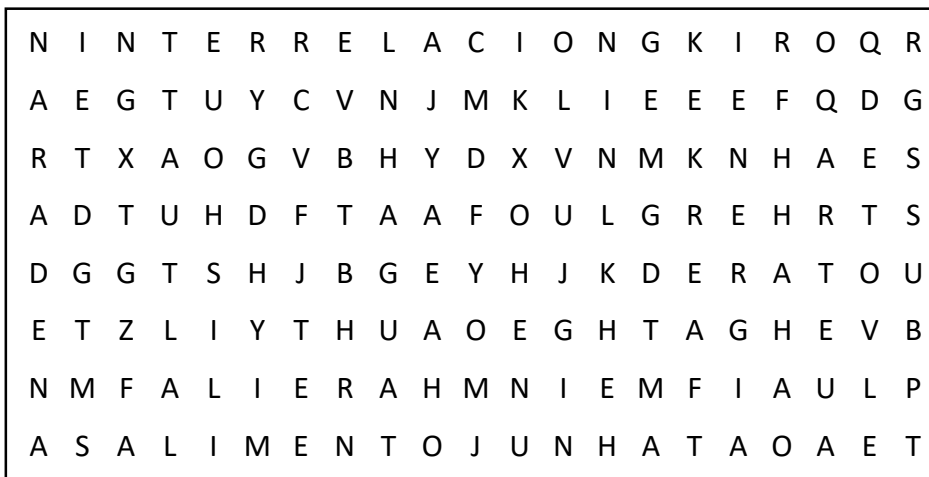 N I N T E R R E L A C I O N G K I R O Q R
A E G T U Y C V N J M K L I E E E F Q D G
R T X A O G V B H Y D X V N M K N H A E S
A D T U H D F T A A F O U L G R E H R T S
D G G T S H J B G E Y H J K D E R A T O U
E T Z L I Y T H U A O E G H T A G H E V B
N M F A L I E R A H M N I E M F I A U L P
A S A L I M E N T O J U N H A T A O A E T